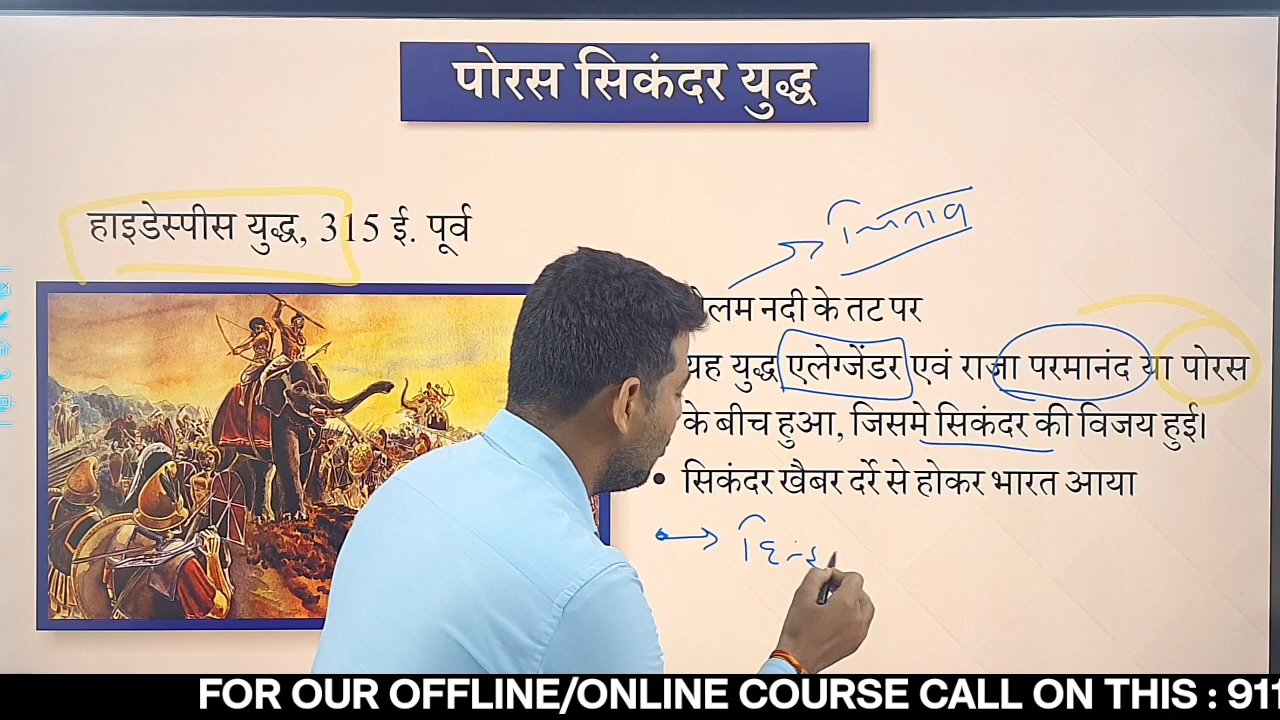 पोरस सिकंदर युद्ध
हाइडेस्पीस युद्ध, 315 ई. पूर्व
चिनाव
लम नदी के तट पर
यह युद्ध एलेग्जेंडर एवं राजा परमानंद या पोरस
के बीच हुआ, जिसमे सिकंदर की विजय हुई।
• सिकंदर खैबर दर्रे से होकर भारत आया
FOR OUR OFFLINE/ONLINE COURSE CALL ON THIS : 911